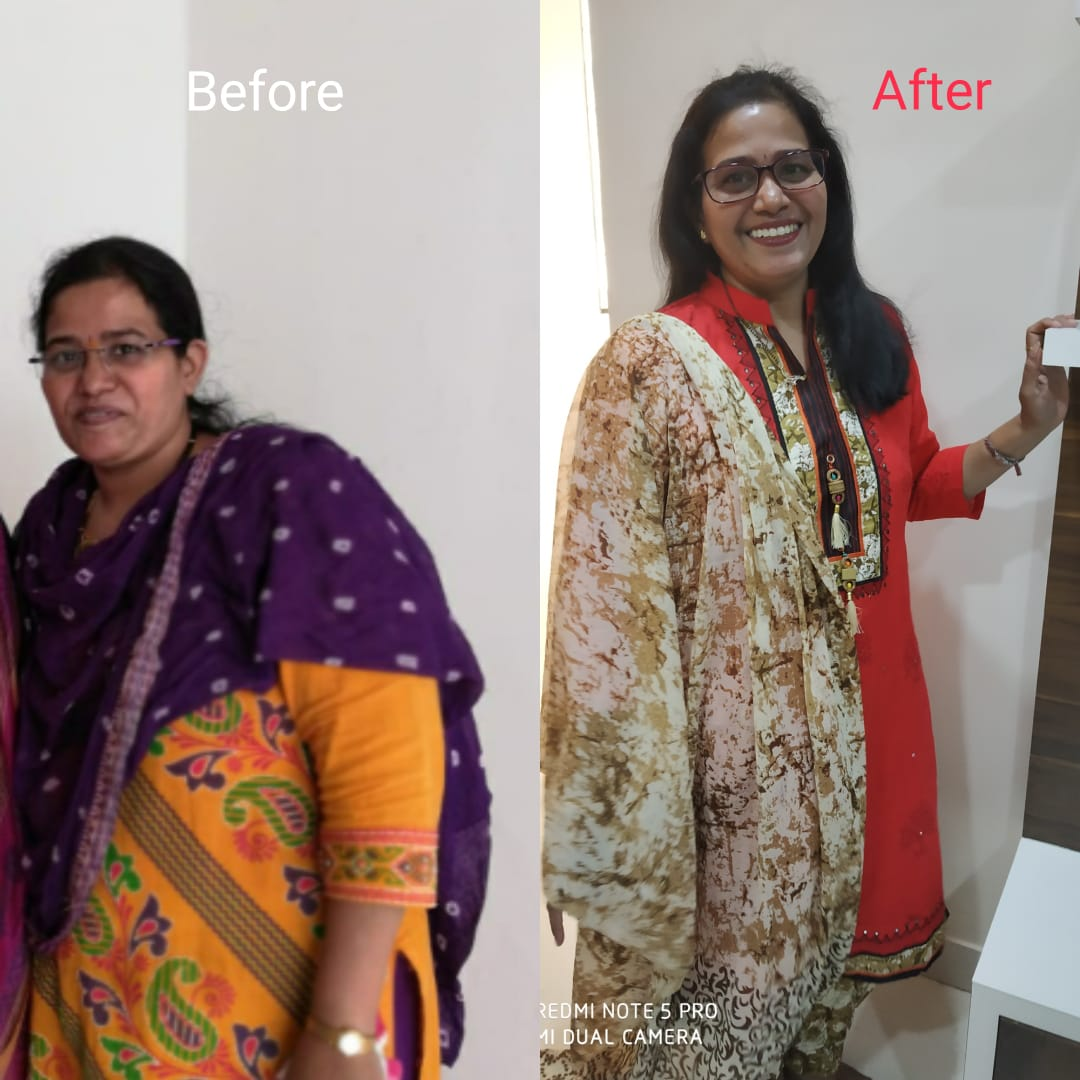 Before
After
REDMI NOTE 5 PRO
MI DUAL CAMERA